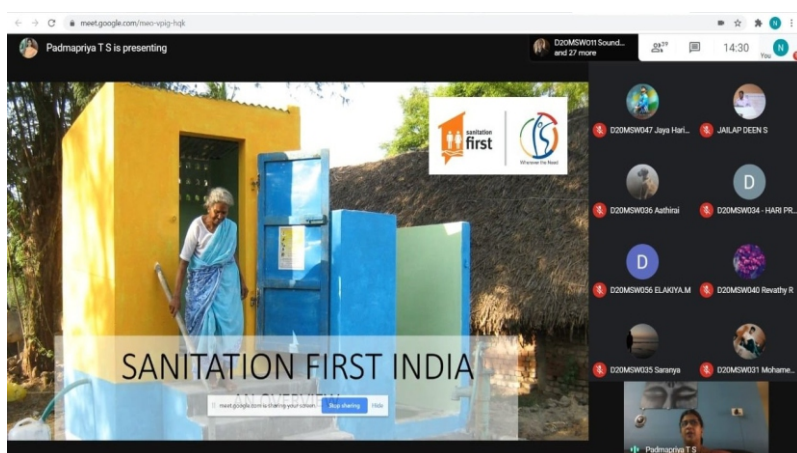 meet.google.com/meo-vpig-hqk
Padmapriya T S is presenting
D20MSW011 Sound...
and 27 more
29
14:30
You
N
sanitation
first
Wherever the Need
D20MSW047 Jaya Hari...
JAILAP DEEN S
D20MSW036 Aathirai
D
D20MSW034 - HARI PR...
D
D20MSW056 ELAKIYA.M
D20MSW040 Revathy R
D20MSW035 Saranya
D20MSW031 Mohame...
SANITATION FIRST INDIA
AN OVERVIEW
meet.google.com is sharing your screen.
Stop sharing
Hide
Padmapriya T S